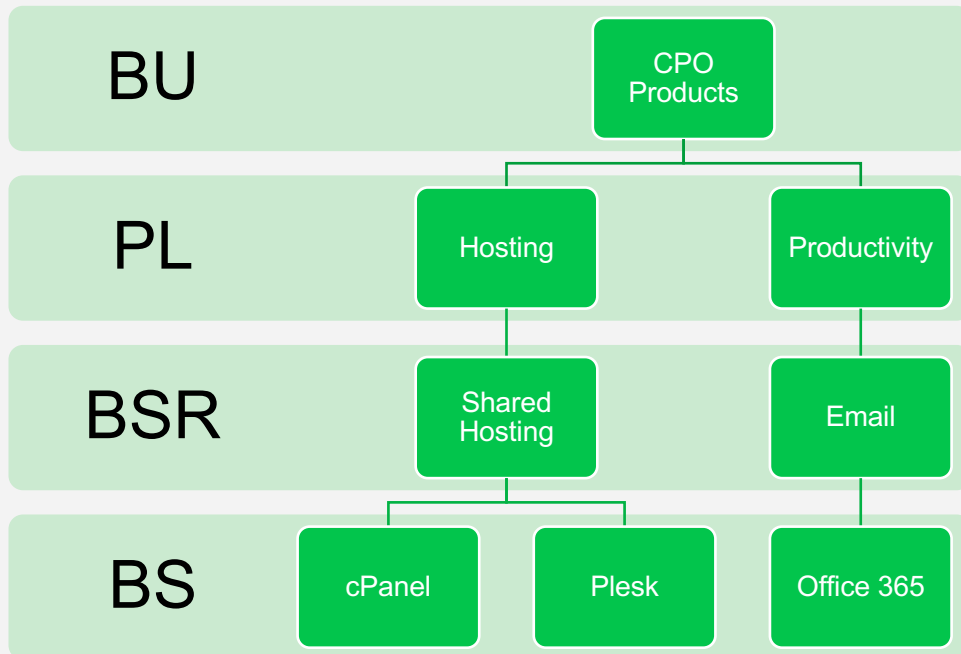 BU
CPO
Products
PL
Hosting
Productivity
BSR
Shared
Hosting
Email
BS
cPanel
Plesk
Office 365